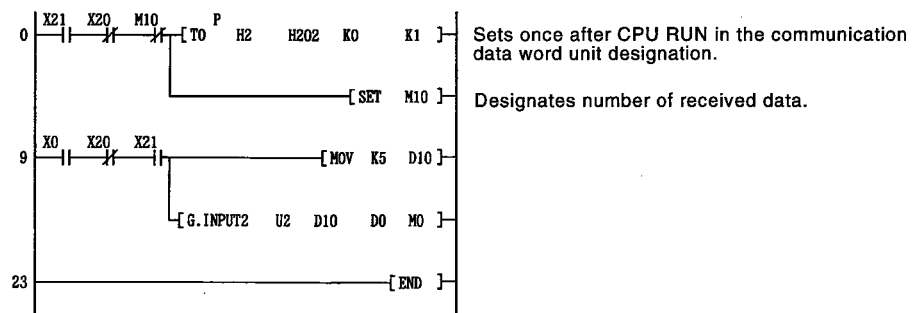 X21 X20 M10 P
0 TO H2 H202 K0 K1 Sets once after CPU RUN in the communication
data word unit designation.
SET M10 Designates number of received data.
X0 X20 X21
9 MOV K5 D10
G.INPUT2 U2 D10 D0 M0
23 END